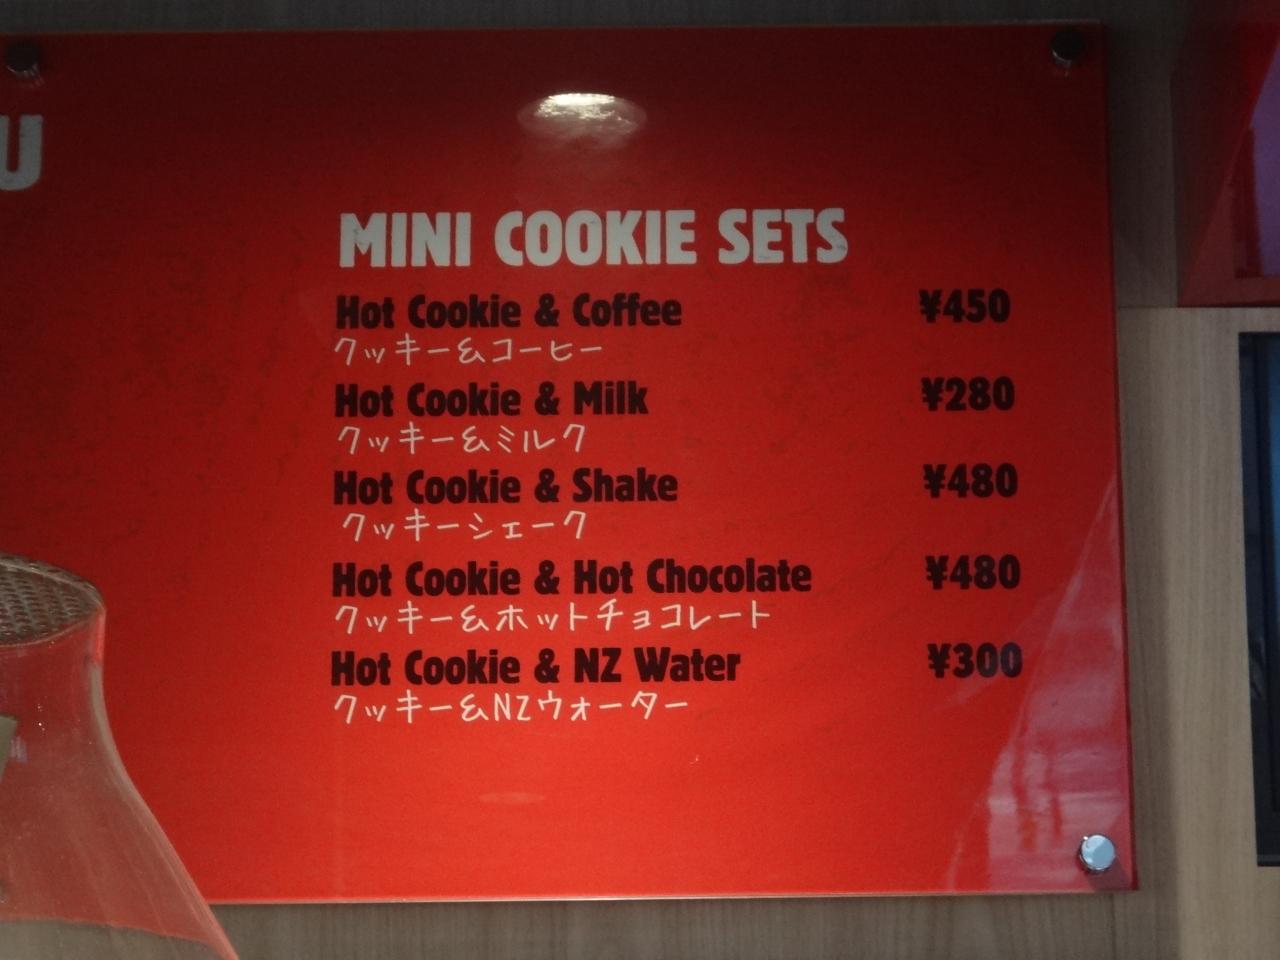 U
MINI COOKIE SETS
Hot Cookie & Coffee ¥450
クッキー&コーヒー
Hot Cookie & Milk ¥280
クッキー&ミルク
Hot Cookie & Shake ¥480
クッキーシェーク
Hot Cookie & Hot Chocolate ¥480
クッキー&ホットチョコレート
Hot Cookie & NZ Water ¥300
クッキー&NZウォーター